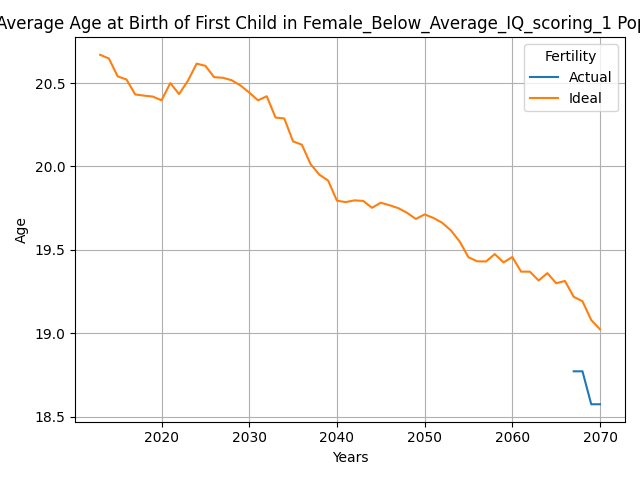 Average Age at Birth of First Child in Female_Below_Average_IQ_scoring_1
Fertility
Actual
Ideal
20.5
20.0
19.5
19.0
18.5
Age
2020
2030
2040
2050
2060
2070
Years